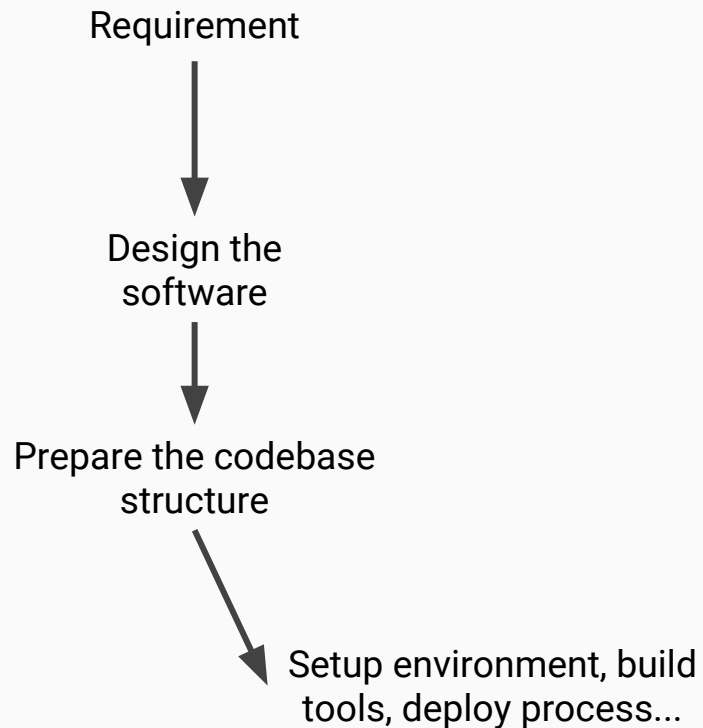 Requirement
Design the
software
Prepare the codebase
structure
Setup environment, build
tools, deploy process...